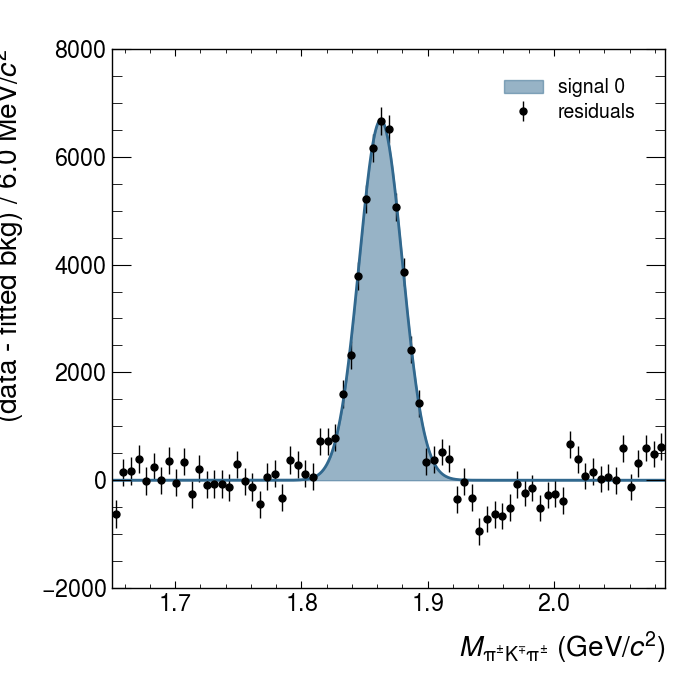 (data - fitted bkg) / 6.0 MeV/c²
8000
6000
4000
2000
0
−2000
signal 0
residuals
1.7 1.8 1.9 2.0
M_{π±K∓π±} (GeV/c²)